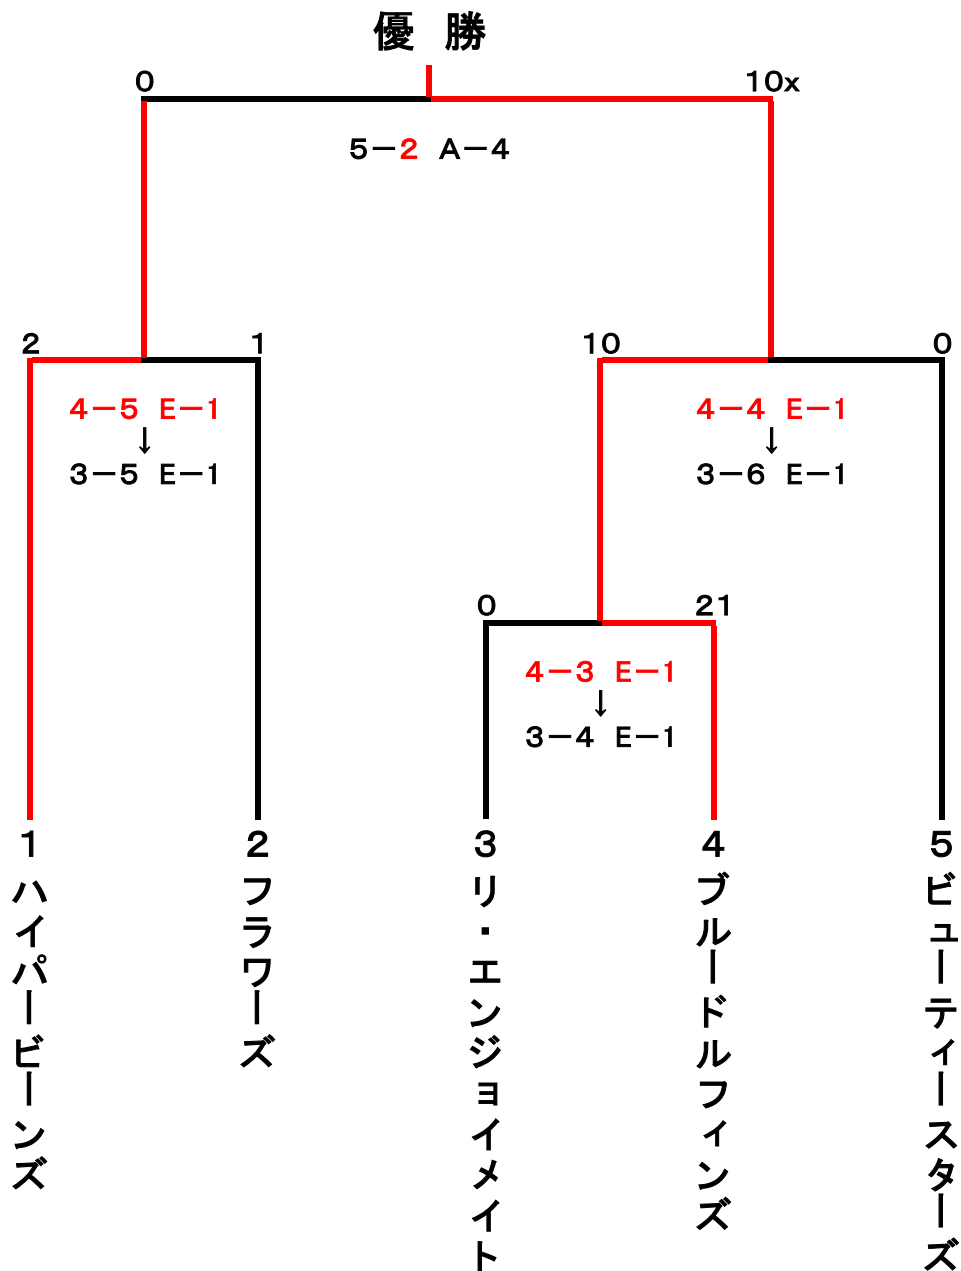 優　勝
0 10x
5－2 A－4
2 1 10 0
4－5 E－1 4－4 E－1
↓ ↓
3－5 E－1 3－6 E－1
0 21
4－3 E－1
↓
3－4 E－1
1 2 3 4 5
ハイパービーンズ
フラワーズ
リ・エンジョイメイト
ブルードルフィンズ
ビューティースターズ